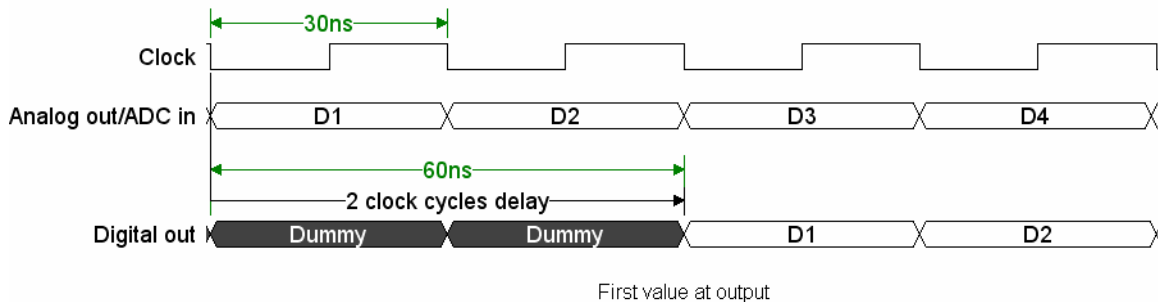 30ns
Clock
Analog out/ADC in D1 D2 D3 D4
60ns
2 clock cycles delay
Digital out Dummy Dummy D1 D2
First value at output